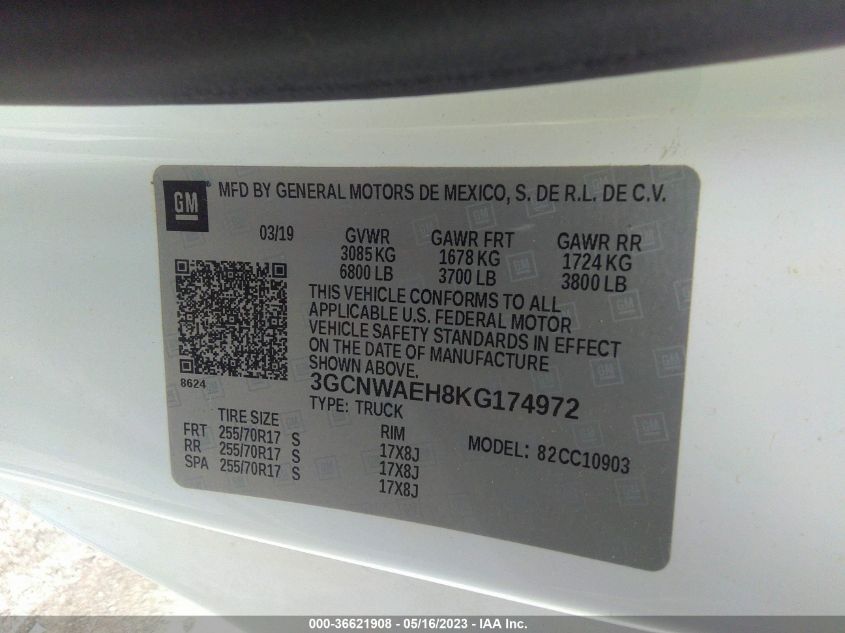 GM
MFD BY GENERAL MOTORS DE MEXICO, S. DE R.L. DE C.V.
03/19 GVWR GAWR FRT GAWR RR
3085 KG 1678 KG 1724 KG
6800 LB 3700 LB 3800 LB
THIS VEHICLE CONFORMS TO ALL
APPLICABLE U.S. FEDERAL MOTOR
VEHICLE SAFETY STANDARDS IN EFFECT
ON THE DATE OF MANUFACTURE
SHOWN ABOVE.
8624
3GCNWAEH8KG174972
TYPE: TRUCK
TIRE SIZE RIM MODEL: 82CC10903
FRT 255/70R17 S 17X8J
RR 255/70R17 S 17X8J
SPA 255/70R17 S 17X8J
000-36621908 - 05/16/2023 - IAA Inc.